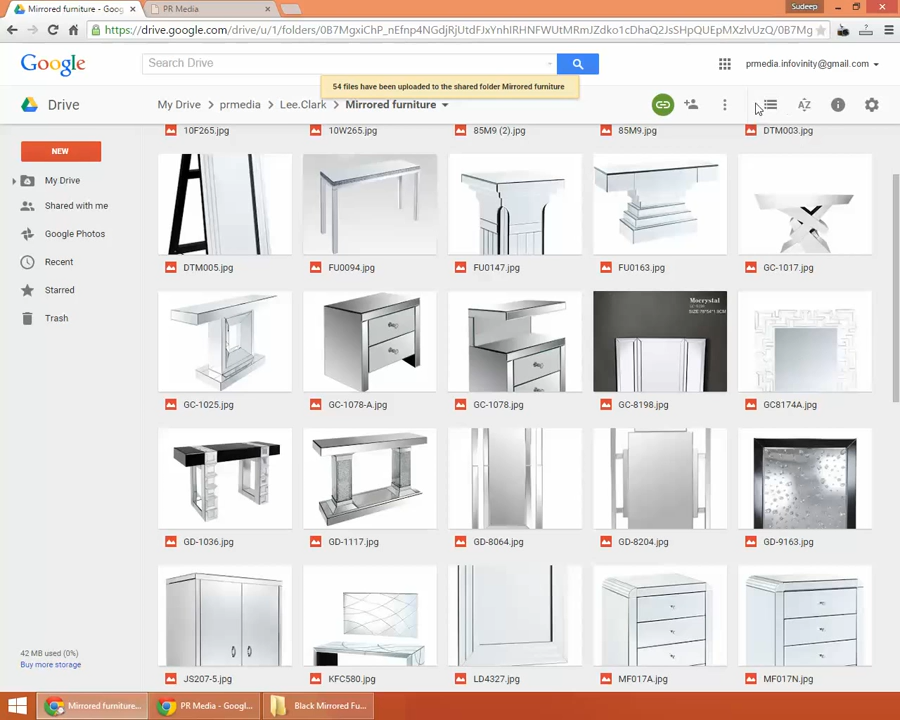 Mirrored furniture - Goog
PR Media
Sudeep
https://drive.google.com/drive/u/1/folders/0B7MgxiChP_nEfnp4NGdjRjUtdFJxYnhIRHNFWUtMRmJZdko1cDhaQ2JsSHpQUEpMXzlvUzQ/0B7Mg
Google
Search Drive
prmedia.infovinity@gmail.com
54 files have been uploaded to the shared folder Mirrored furniture
Drive
My Drive
prmedia
Lee.Clark
Mirrored furniture
AZ
10F265.jpg
10W265.jpg
85M9 (2).jpg
85M9.jpg
DTM003.jpg
NEW
My Drive
Shared with me
Google Photos
Recent
Starred
Trash
DTM005.jpg
FU0094.jpg
FU0147.jpg
FU0163.jpg
GC-1017.jpg
Mocrystal
GC-1025.jpg
GC-1078-A.jpg
GC-1078.jpg
GC-8198.jpg
GC8174A.jpg
GD-1036.jpg
GD-1117.jpg
GD-8064.jpg
GD-8204.jpg
GD-9163.jpg
JS207-5.jpg
KFC580.jpg
LD4327.jpg
MF017A.jpg
MF017N.jpg
42 MB used (0%)
Buy more storage
Mirrored furniture...
PR Media - Googl...
Black Mirrored Fu...